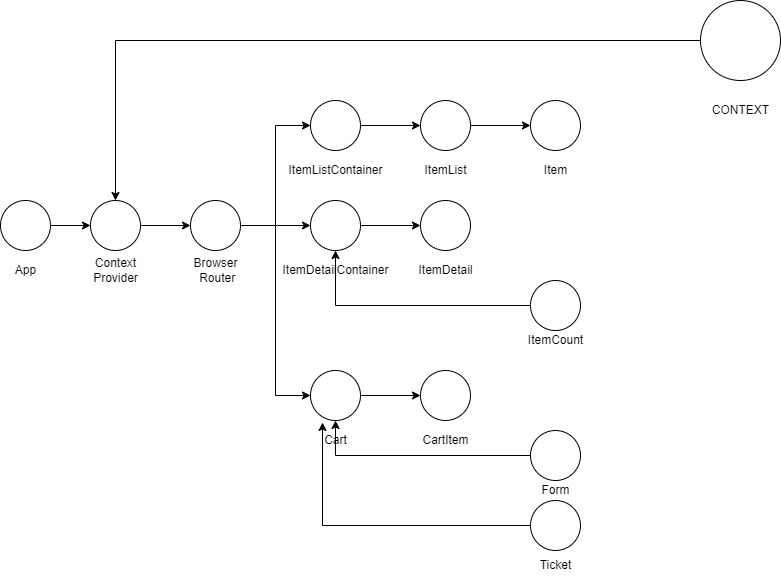 CONTEXT
ItemListContainer
ItemList
Item
App
Context
Provider
Browser
Router
ItemDetailContainer
ItemDetail
ItemCount
Cart
CartItem
Form
Ticket